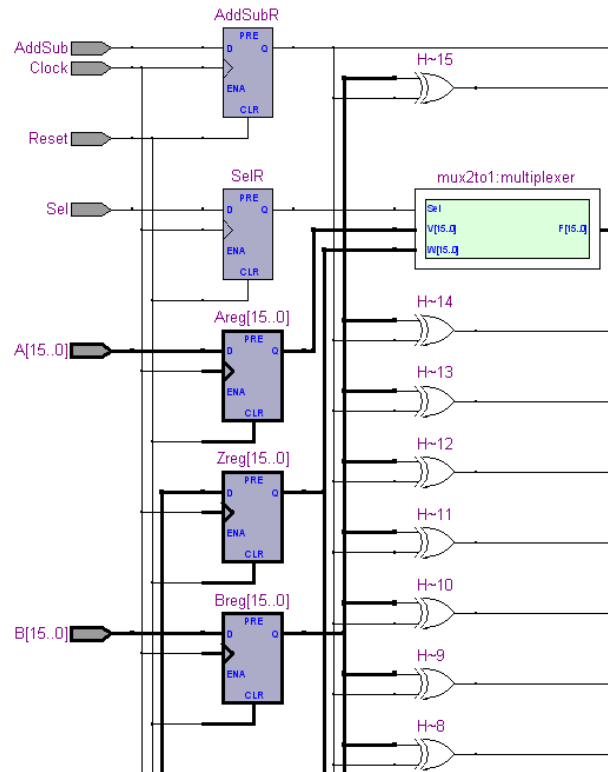 AddSubR
AddSub
Clock
PRE
D Q
ENA
CLR
H~15
Reset
SelR
mux2to1:multiplexer
Sel
PRE
D Q
ENA
CLR
Sel
V[15..0] F[15..0]
W[15..0]
Areg[15..0]
H~14
A[15..0]
PRE
D Q
ENA
CLR
H~13
Zreg[15..0]
H~12
PRE
D Q
ENA
CLR
H~11
Breg[15..0]
H~10
B[15..0]
PRE
D Q
ENA
CLR
H~9
H~8